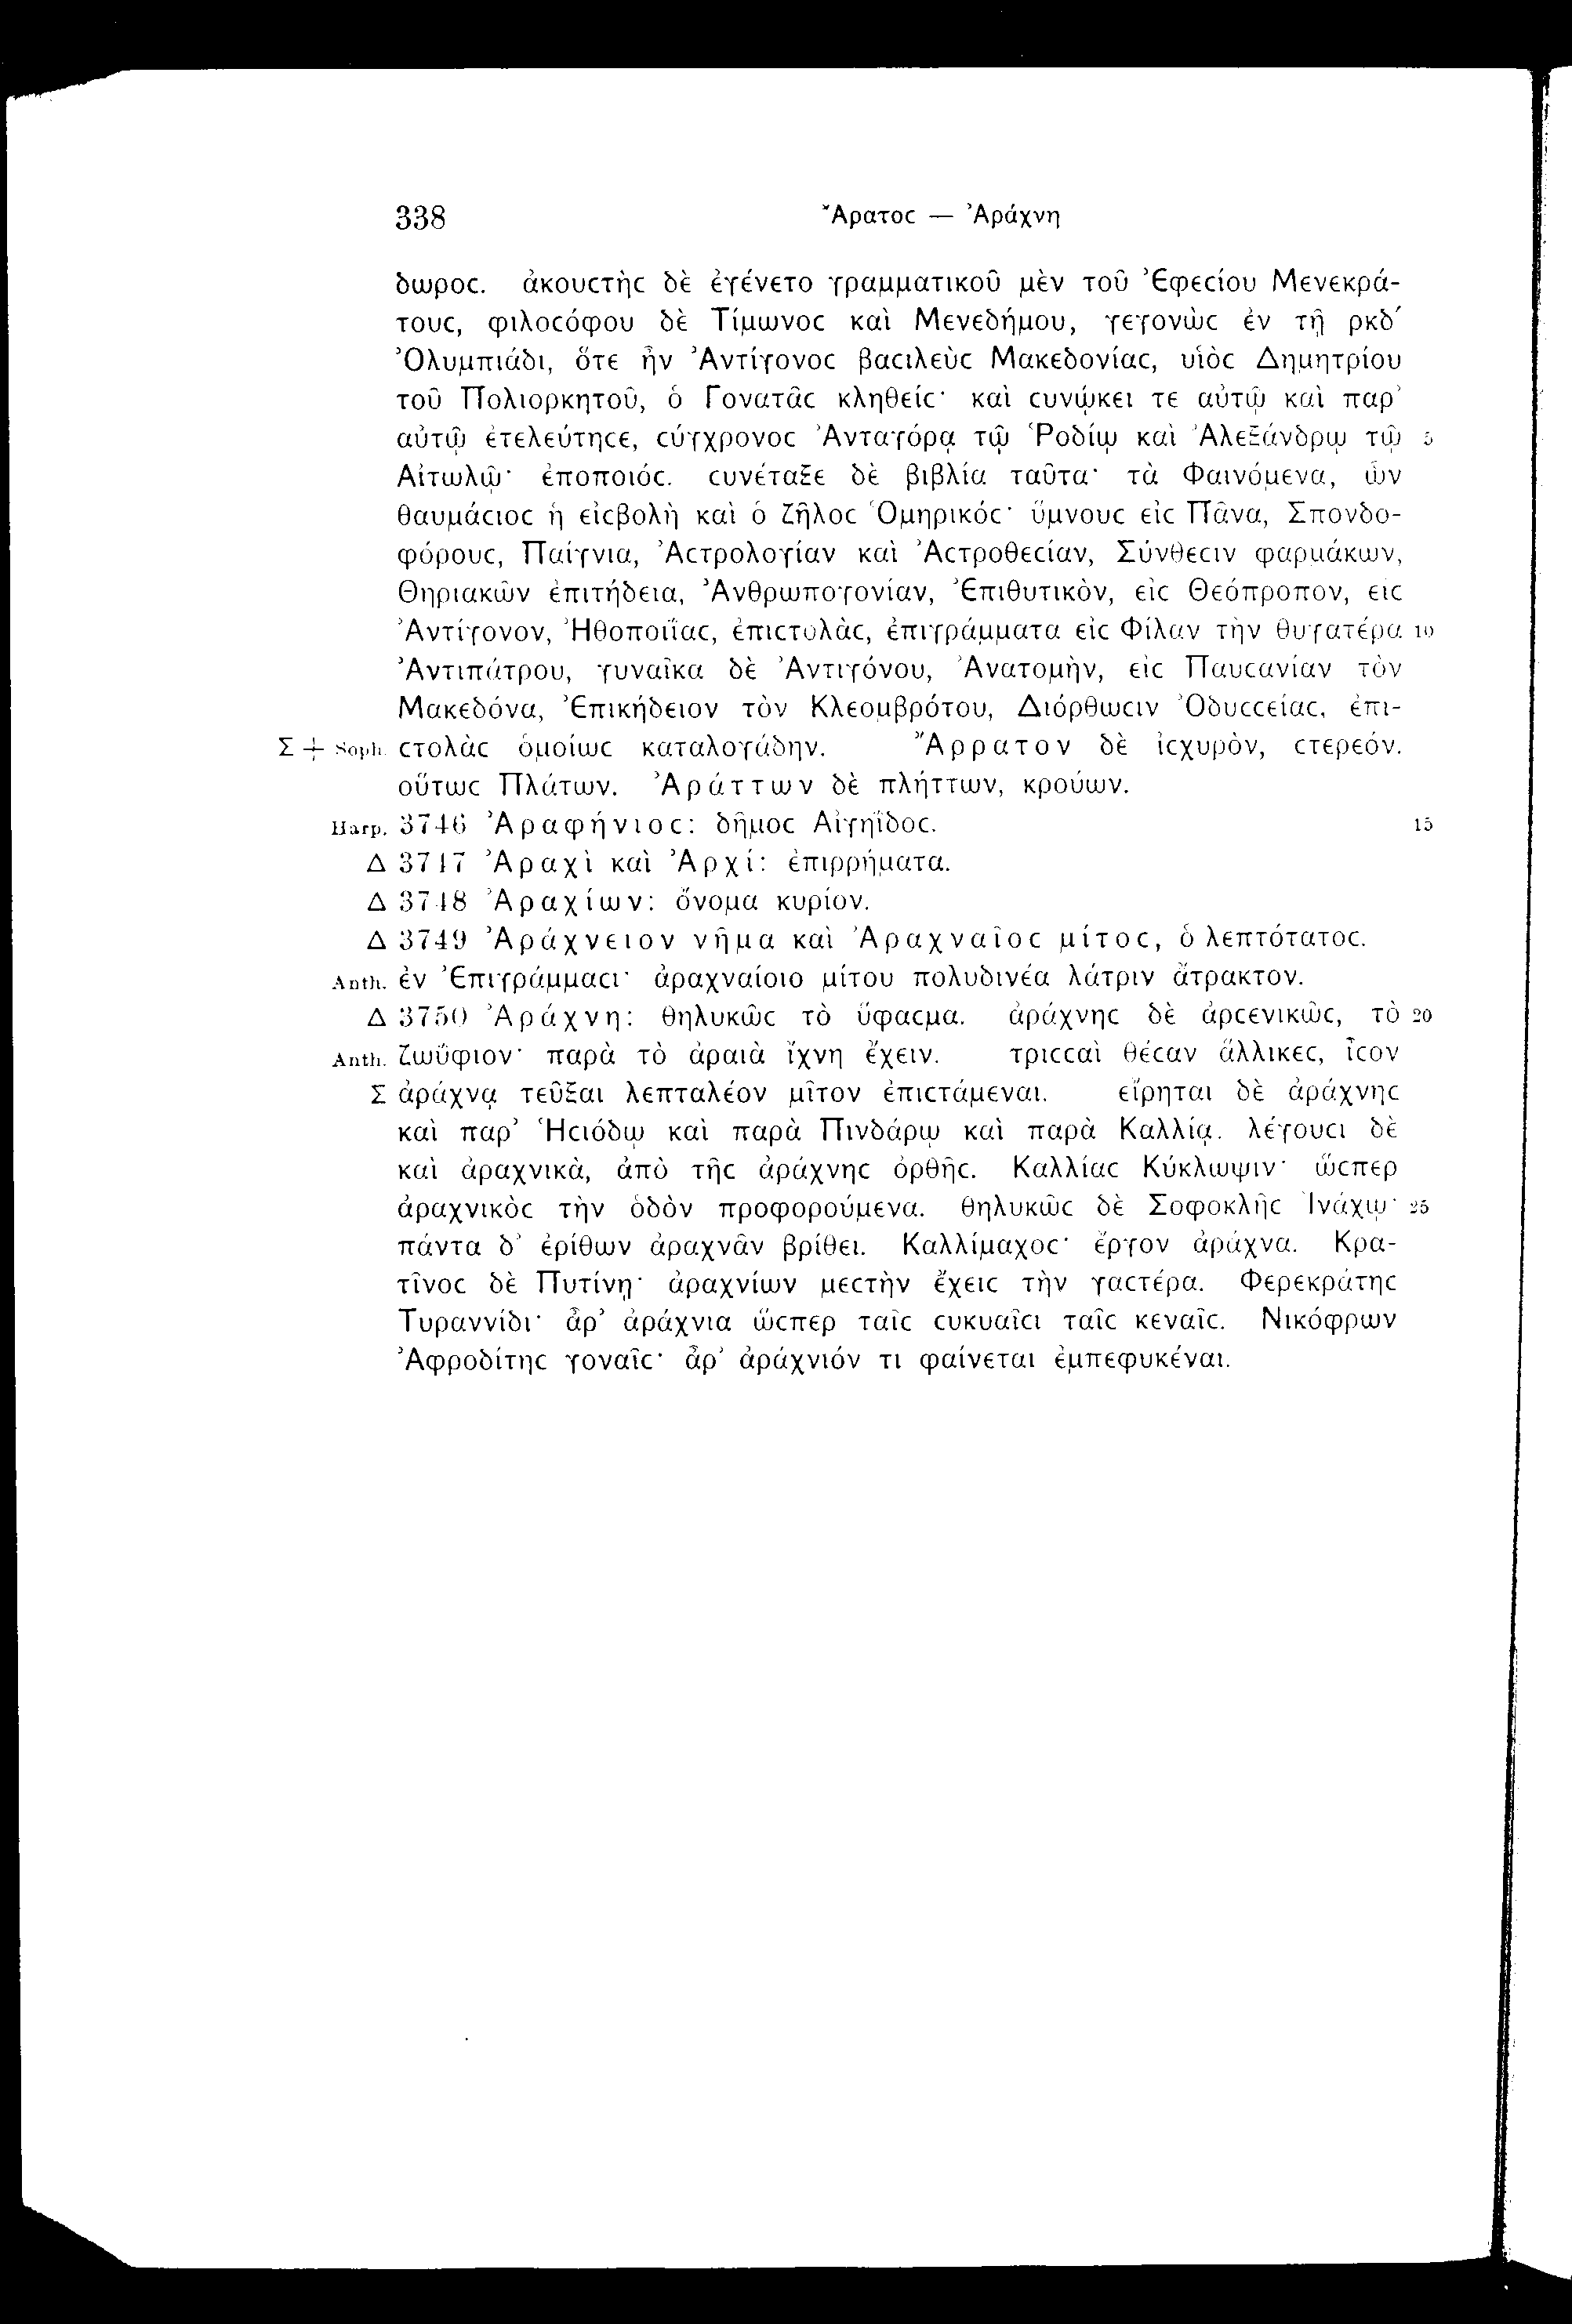 338 Ἄρατοϲ — Ἀράχνη
δωροϲ. ἀκουϲτὴϲ δὲ ἐγένετο γραμματικοῦ μὲν τοῦ Ἐφεϲίου Μενεκρά-
τουϲ, φιλοϲόφου δὲ Τίμωνοϲ καὶ Μενεδήμου, γεγονὼϲ ἐν τῇ ρκδ΄
Ὀλυμπιάδι, ὅτε ἦν Ἀντίγονοϲ βαϲιλεὺϲ Μακεδονίαϲ, υἱὸϲ Δημητρίου
τοῦ Πολιορκητοῦ, ὁ Γονατᾶϲ κληθείϲ· καὶ ϲυνῴκει τε αὐτῷ καὶ παρ’
αὐτῷ ἐτελεύτηϲε, ϲύγχρονοϲ Ἀνταγόρᾳ τῷ Ῥοδίῳ καὶ Ἀλεξάνδρῳ τῷ 5
Αἰτωλῷ· ἐποποιόϲ. ϲυνέταξε δὲ βιβλία ταῦτα· τὰ Φαινόμενα, ὧν
θαυμάϲιοϲ ἡ εἰϲβολὴ καὶ ὁ ζῆλοϲ Ὁμηρικόϲ· ὕμνουϲ εἰϲ Πᾶνα, Σπονδο-
φόρουϲ, Παίγνια, Ἀϲτρολογίαν καὶ Ἀϲτροθεϲίαν, Σύνθεϲιν φαρμάκων,
Θηριακῶν ἐπιτήδεια, Ἀνθρωπογονίαν, Ἐπιθυτικὸν, εἰϲ Θεόπροπον, εἰϲ
Ἀντίγονον, Ἠθοποιΐαϲ, ἐπιϲτολὰϲ, ἐπιγράμματα εἰϲ Φίλαν τὴν θυγατέρα 10
Ἀντιπάτρου, γυναῖκα δὲ Ἀντιγόνου, Ἀνατομὴν, εἰϲ Παυϲανίαν τὸν
Μακεδόνα, Ἐπικήδειον τὸν Κλεομβρότου, Διόρθωϲιν Ὀδυϲϲείαϲ, ἐπι-
Σ + Soph. ϲτολὰϲ ὁμοίωϲ καταλογάδην. Ἄρρατον δὲ ἰϲχυρὸν, ϲτερεόν.
οὕτωϲ Πλάτων. Ἀράττων δὲ πλήττων, κρούων.
Harp. 3746 Ἀραφήνιοϲ: δῆμοϲ Αἰγηΐδοϲ. 15
Δ 3747 Ἀραχὶ καὶ Ἀρχί: ἐπιρρήματα.
Δ 3748 Ἀραχίων: ὄνομα κυρίον.
Δ 3749 Ἀράχνειον νῆμα καὶ Ἀραχναῖοϲ μίτοϲ, ὁ λεπτότατοϲ.
Anth. ἐν Ἐπιγράμμαϲι· ἀραχναίοιο μίτου πολυδινέα λάτριν ἄτρακτον.
Δ 3750 Ἀράχνη: θηλυκῶϲ τὸ ὕφαϲμα. ἀράχνηϲ δὲ ἀρϲενικῶϲ, τὸ 20
Anth. ζωΰφιον· παρὰ τὸ ἀραιὰ ἴχνη ἔχειν. τριϲϲαὶ θέϲαν ἅλλικεϲ, ἶϲον
Σ ἀράχνᾳ τεῦξαι λεπταλέον μῖτον ἐπιϲτάμεναι. εἴρηται δὲ ἀράχνηϲ
καὶ παρ’ Ἡϲιόδῳ καὶ παρὰ Πινδάρῳ καὶ παρὰ Καλλίᾳ. λέγουϲι δὲ
καὶ ἀραχνικὰ, ἀπὸ τῆϲ ἀράχνηϲ ὀρθῆϲ. Καλλίαϲ Κύκλωψιν· ὥϲπερ
ἀραχνικὸϲ τὴν ὁδὸν προφορούμενα. θηλυκῶϲ δὲ Σοφοκλῆϲ Ἰνάχῳ· 25
πάντα δ’ ἐρίθων ἀραχνᾶν βρίθει. Καλλίμαχοϲ· ἔργον ἀράχνα. Κρα-
τῖνοϲ δὲ Πυτίνῃ· ἀραχνίων μεϲτὴν ἔχειϲ τὴν γαϲτέρα. Φερεκράτηϲ
Τυραννίδι· ἆρ’ ἀράχνια ὥϲπερ ταῖϲ ϲυκυαῖϲι ταῖϲ κεναῖϲ. Νικόφρων
Ἀφροδίτηϲ γοναῖϲ· ἆρ’ ἀράχνιόν τι φαίνεται ἐμπεφυκέναι.